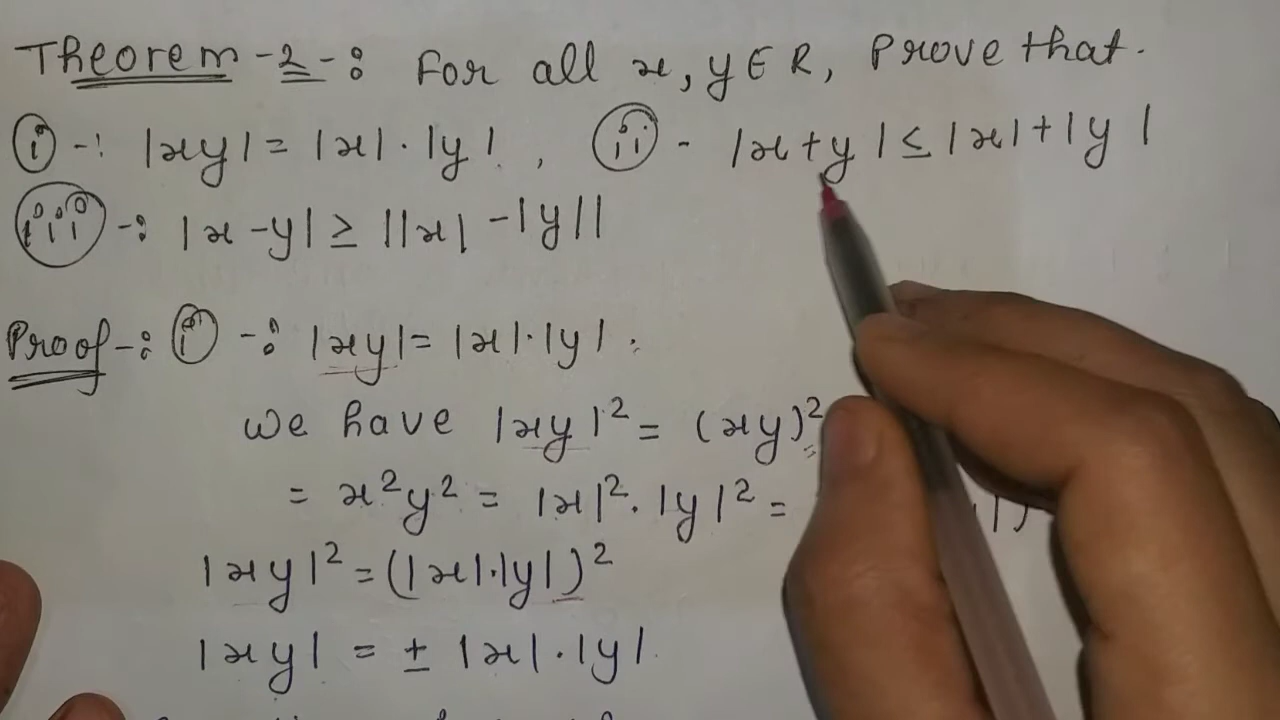 Theorem-2-: For all x, y∈R, Prove that.
(i) -: |xy| = |x|·|y|, (ii) - |x+y| ≤ |x|+|y|
(iii) -: |x-y| ≥ ||x| -|y||
Proof-: (i) -: |xy| = |x|·|y|.
we have |xy|² = (xy)²
= x²y² = |x|²·|y|² =
|xy|² = (|x|·|y|)²
|xy| = ± |x|·|y|.